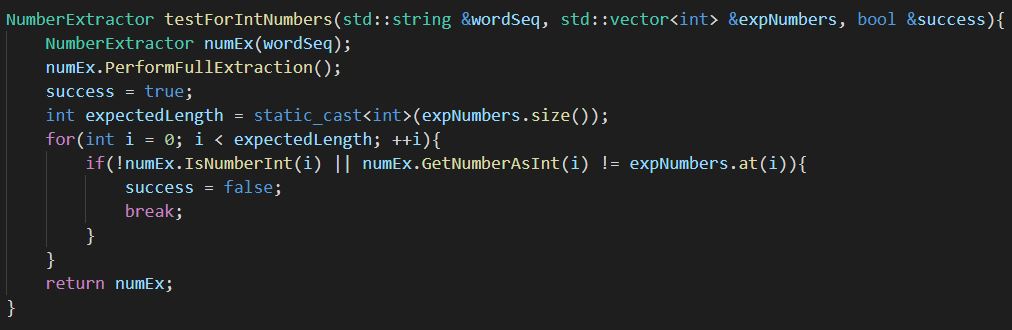 NumberExtractor testForIntNumbers(std::string &wordSeq, std::vector<int> &expNumbers, bool &success){
    NumberExtractor numEx(wordSeq);
    numEx.PerformFullExtraction();
    success = true;
    int expectedLength = static_cast<int>(expNumbers.size());
    for(int i = 0; i < expectedLength; ++i){
        if(!numEx.IsNumberInt(i) || numEx.GetNumberAsInt(i) != expNumbers.at(i)){
            success = false;
            break;
        }
    }
    return numEx;
}